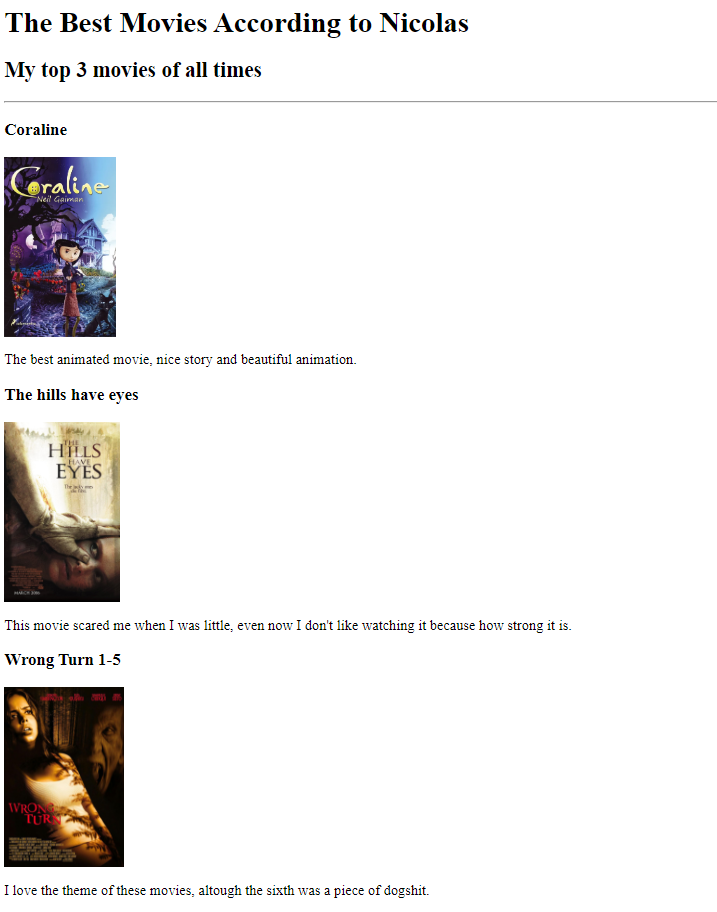 The Best Movies According to Nicolas
My top 3 movies of all times
Coraline
Coraline
Neil Gaiman
The best animated movie, nice story and beautiful animation.
The hills have eyes
THE
HILLS
HAVE
EYES
The lucky ones
die first
MARCH 2006
This movie scared me when I was little, even now I don't like watching it because how strong it is.
Wrong Turn 1-5
WRONG
TURN
I love the theme of these movies, altough the sixth was a piece of dogshit.